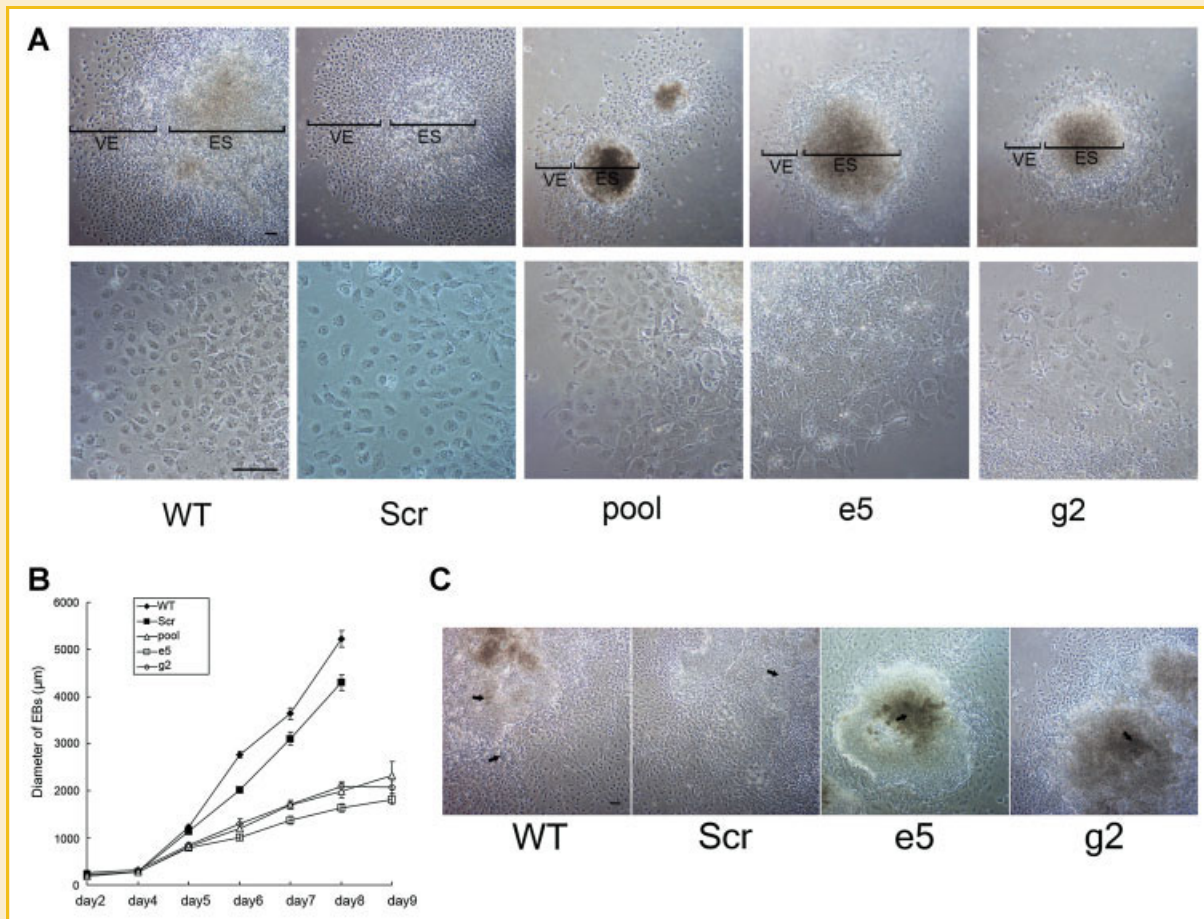 A
VE ES
VE ES
VE ES
VE ES
VE ES
WT Scr pool e5 g2
B
Diameter of EBs (μm)
6000
5000
4000
3000
2000
1000
0
WT
Scr
pool
e5
g2
day2 day4 day5 day6 day7 day8 day9
C
WT Scr e5 g2